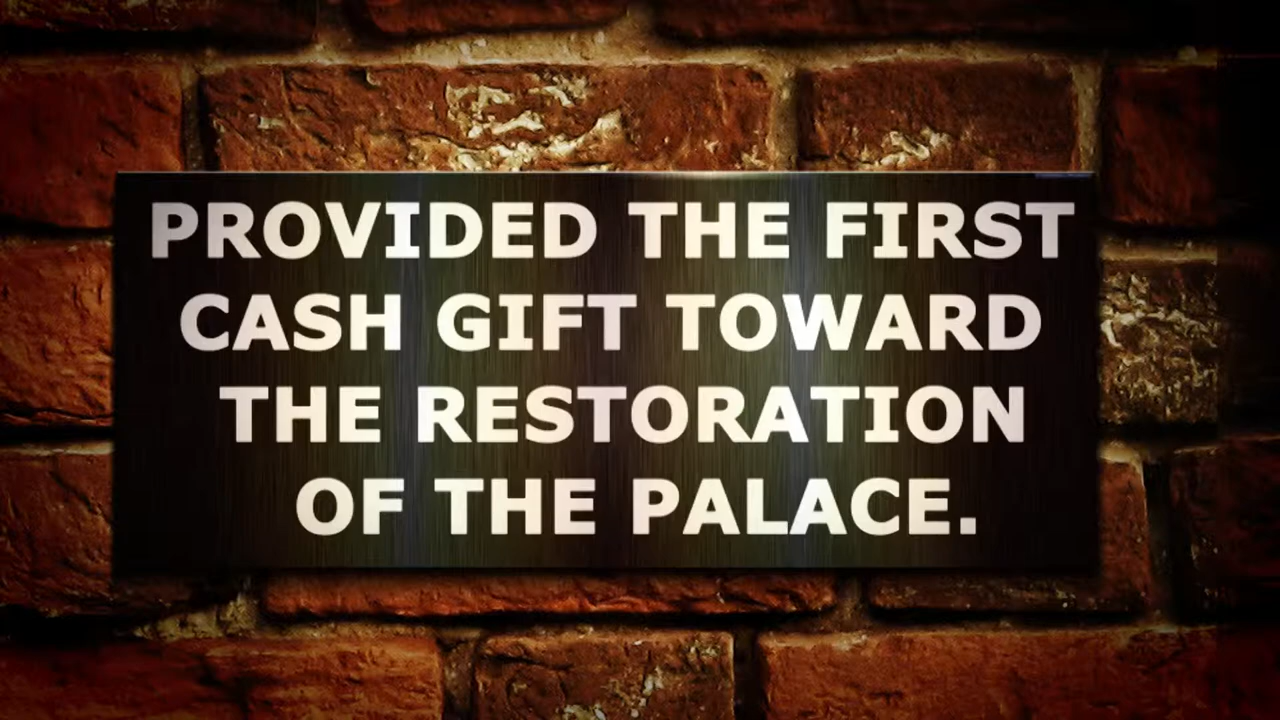 PROVIDED THE FIRST
CASH GIFT TOWARD
THE RESTORATION
OF THE PALACE.